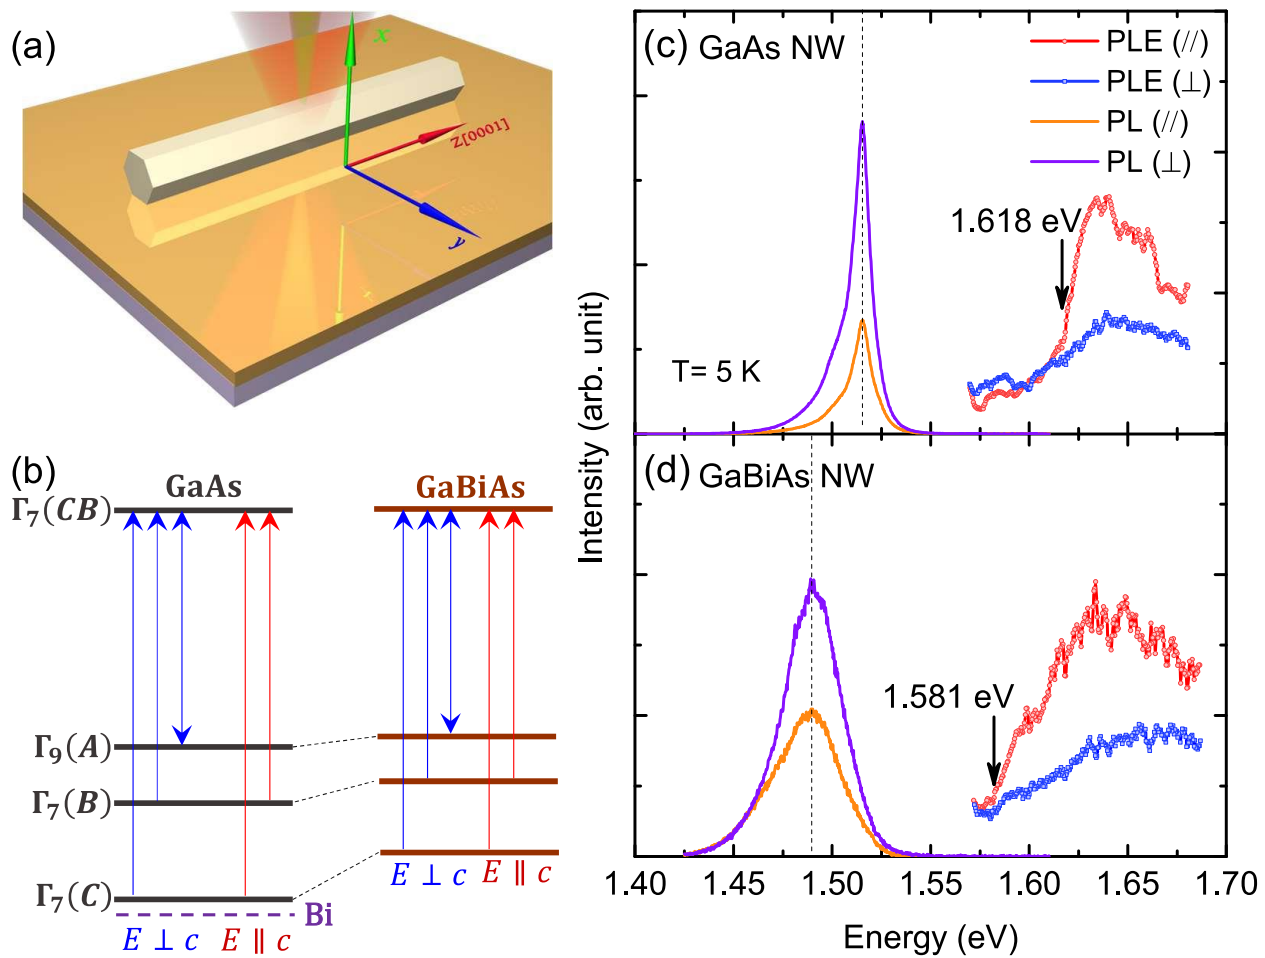 (a)
x
Z[0001]
y
(b)
GaAs
GaBiAs
Γ₇(CB)
Γ₉(A)
Γ₇(B)
Γ₇(C)
Bi
E ⊥ c E ∥ c
E ⊥ c E ∥ c
(c) GaAs NW
PLE (//)
PLE (⊥)
PL (//)
PL (⊥)
1.618 eV
T= 5 K
(d) GaBiAs NW
1.581 eV
Intensity (arb. unit)
1.40 1.45 1.50 1.55 1.60 1.65 1.70
Energy (eV)